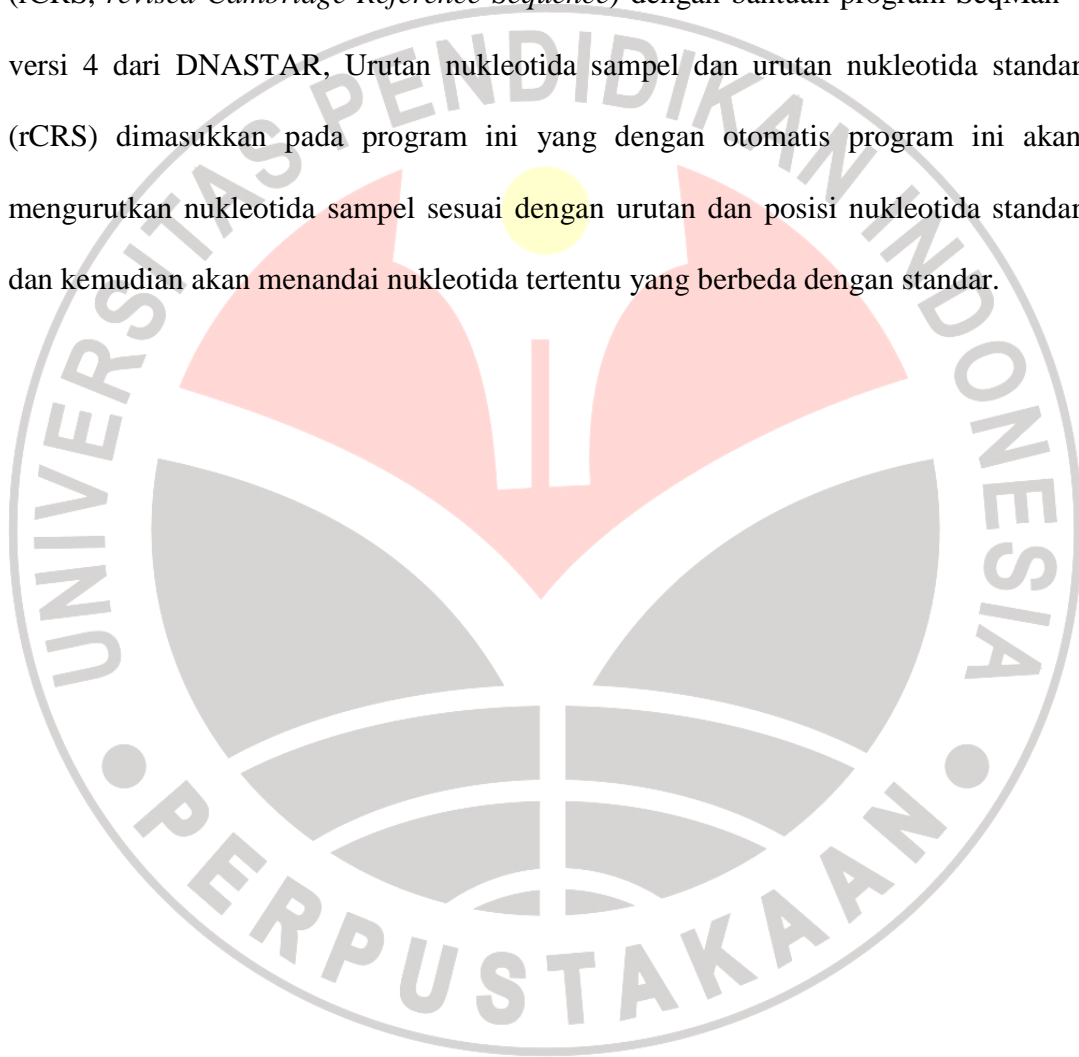 (rCRS, revised Cambridge Reference Sequence) dengan bantuan program SeqMan
versi 4 dari DNASTAR, Urutan nukleotida sampel dan urutan nukleotida standar
(rCRS) dimasukkan pada program ini yang dengan otomatis program ini akan
mengurutkan nukleotida sampel sesuai dengan urutan dan posisi nukleotida standar
dan kemudian akan menandai nukleotida tertentu yang berbeda dengan standar.
UNIVERSITAS PENDIDIKAN INDONESIA
PERPUSTAKAAN